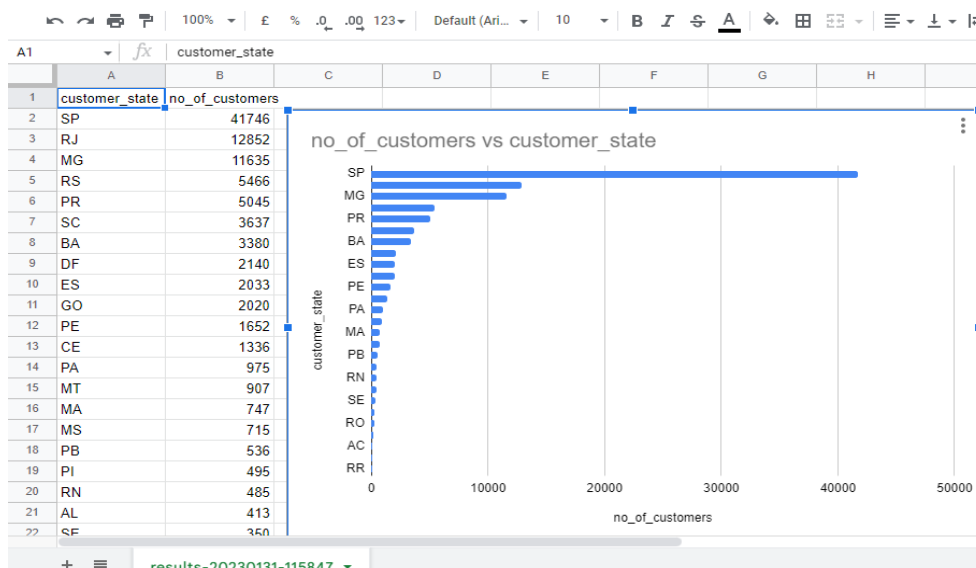 100% £ % .0 .00 123 Default (Ari... 10 B I S A
A1 fx customer_state
A B C D E F G H
1 customer_state no_of_customers
2 SP 41746
3 RJ 12852
4 MG 11635
5 RS 5466
6 PR 5045
7 SC 3637
8 BA 3380
9 DF 2140
10 ES 2033
11 GO 2020
12 PE 1652
13 CE 1336
14 PA 975
15 MT 907
16 MA 747
17 MS 715
18 PB 536
19 PI 495
20 RN 485
21 AL 413
22 SE 350
no_of_customers vs customer_state
customer_state
SP
MG
PR
BA
ES
PE
PA
MA
PB
RN
SE
RO
AC
RR
0 10000 20000 30000 40000 50000
no_of_customers
results-20230131-115847